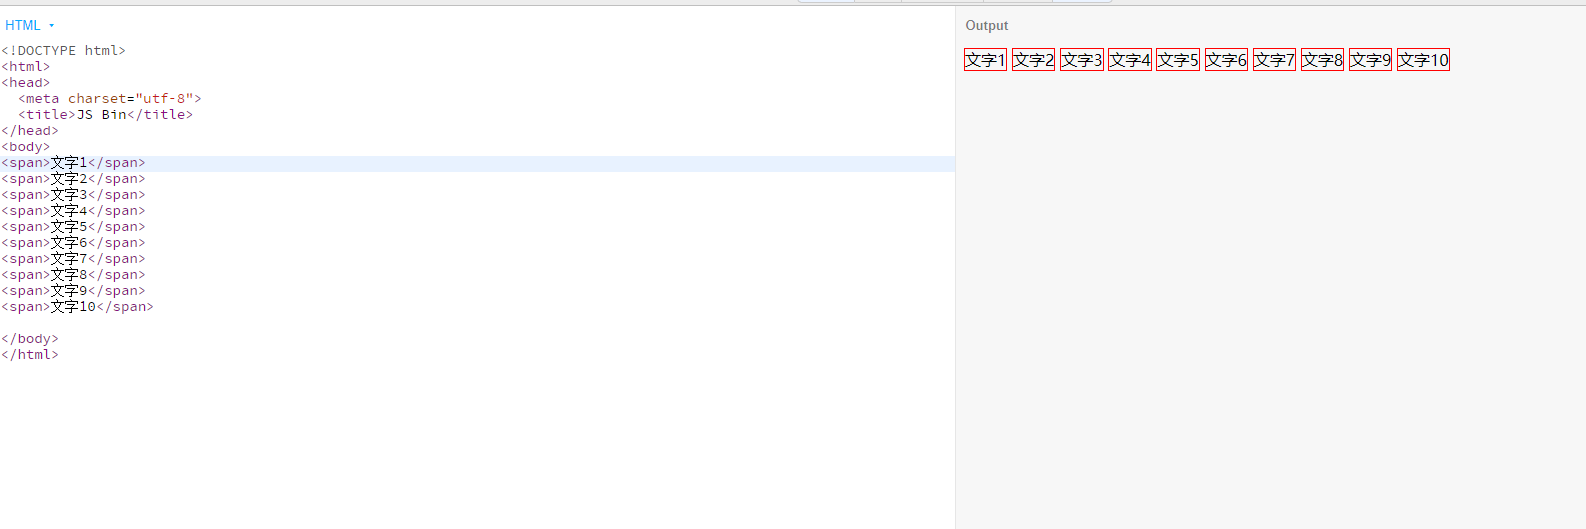 HTML
<!DOCTYPE html>
<html>
<head>
  <meta charset="utf-8">
  <title>JS Bin</title>
</head>
<body>
<span>文字1</span>
<span>文字2</span>
<span>文字3</span>
<span>文字4</span>
<span>文字5</span>
<span>文字6</span>
<span>文字7</span>
<span>文字8</span>
<span>文字9</span>
<span>文字10</span>
</body>
</html>
Output
文字1 文字2 文字3 文字4 文字5 文字6 文字7 文字8 文字9 文字10